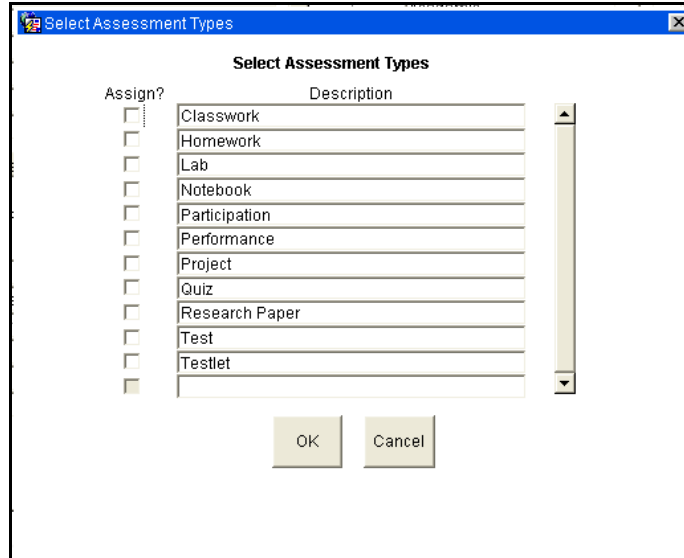 Select Assessment Types
Select Assessment Types
Assign? Description
Classwork
Homework
Lab
Notebook
Participation
Performance
Project
Quiz
Research Paper
Test
Testlet
OK Cancel